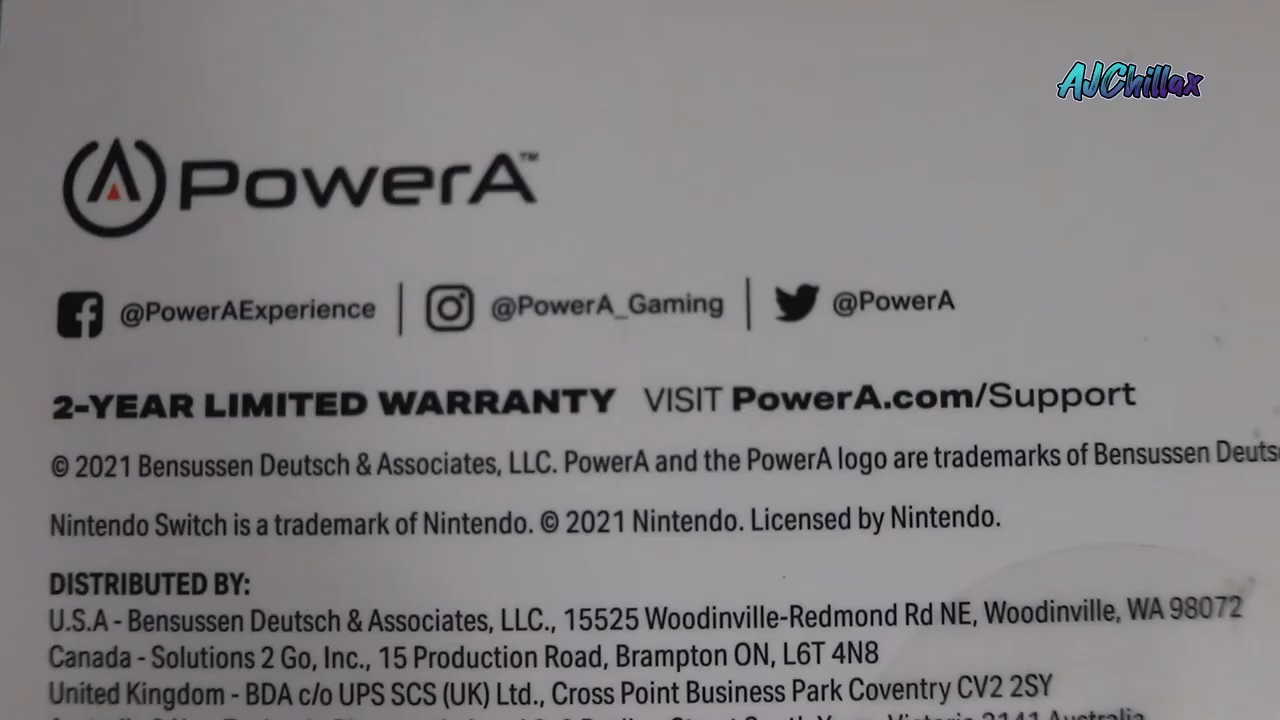 AJChillax
PowerA™
@PowerAExperience | @PowerA_Gaming | @PowerA
2-YEAR LIMITED WARRANTY VISIT PowerA.com/Support
© 2021 Bensussen Deutsch & Associates, LLC. PowerA and the PowerA logo are trademarks of Bensussen
Nintendo Switch is a trademark of Nintendo. © 2021 Nintendo. Licensed by Nintendo.
DISTRIBUTED BY:
U.S.A - Bensussen Deutsch & Associates, LLC., 15525 Woodinville-Redmond Rd NE, Woodinville, WA 98072
Canada - Solutions 2 Go, Inc., 15 Production Road, Brampton ON, L6T 4N8
United Kingdom - BDA c/o UPS SCS (UK) Ltd., Cross Point Business Park Coventry CV2 2SY